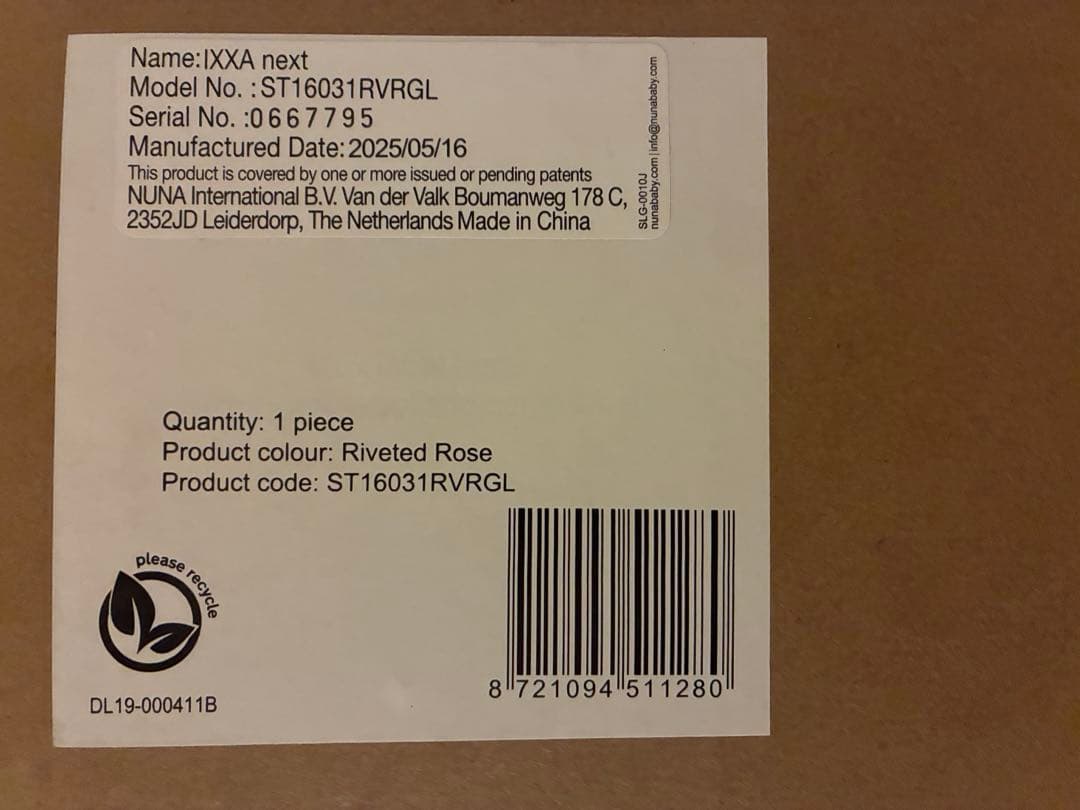 Name:IXXA next
Model No. :ST16031RVRGL
Serial No. :0667795
Manufactured Date:2025/05/16
This product is covered by one or more issued or pending patents
NUNA International B.V. Van der Valk Boumanweg 178 C,
2352JD Leiderdorp, The Netherlands Made in China
SLG-0010J
nunababy.com | info@nunababy.com
Quantity: 1 piece
Product colour: Riveted Rose
Product code: ST16031RVRGL
please recycle
DL19-000411B
8 721094 511280